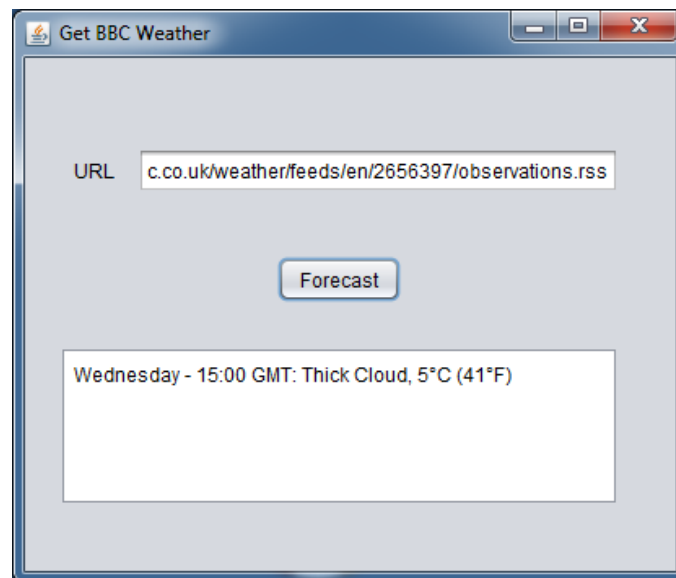 Get BBC Weather
URL c.co.uk/weather/feeds/en/2656397/observations.rss
Forecast
Wednesday - 15:00 GMT: Thick Cloud, 5°C (41°F)